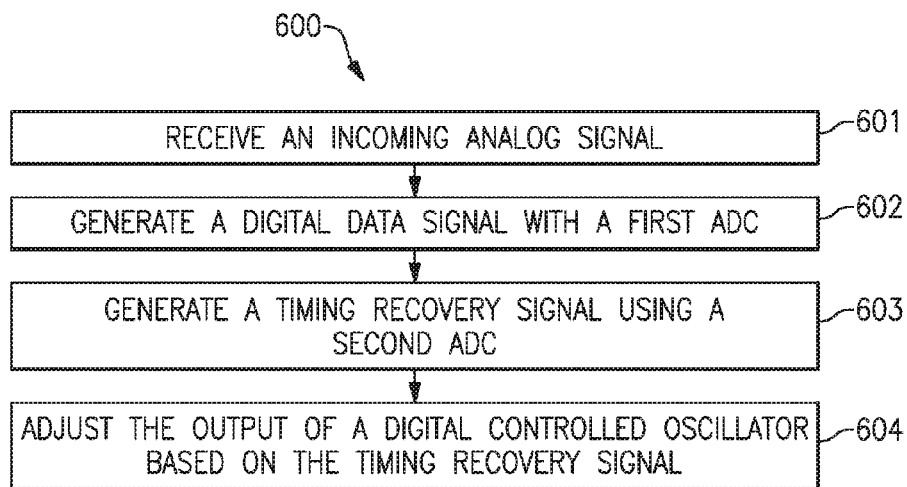 600
RECEIVE AN INCOMING ANALOG SIGNAL
601
GENERATE A DIGITAL DATA SIGNAL WITH A FIRST ADC
602
GENERATE A TIMING RECOVERY SIGNAL USING A
SECOND ADC
603
ADJUST THE OUTPUT OF A DIGITAL CONTROLLED OSCILLATOR
BASED ON THE TIMING RECOVERY SIGNAL
604